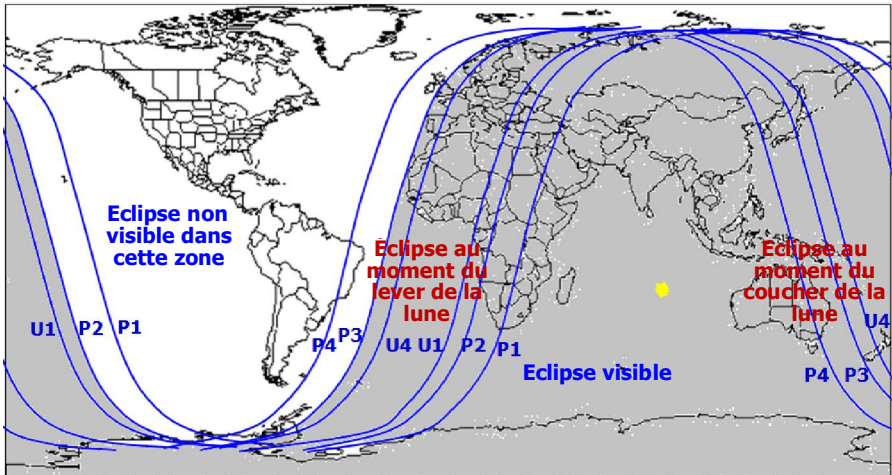 Eclipse non
visible dans
cette zone
Eclipse au
moment du
lever de la
lune
Eclipse au
moment du
coucher de la
lune
U1 P2 P1
P4 P3 U4 U1 P2 P1
U4
Eclipse visible
P4 P3